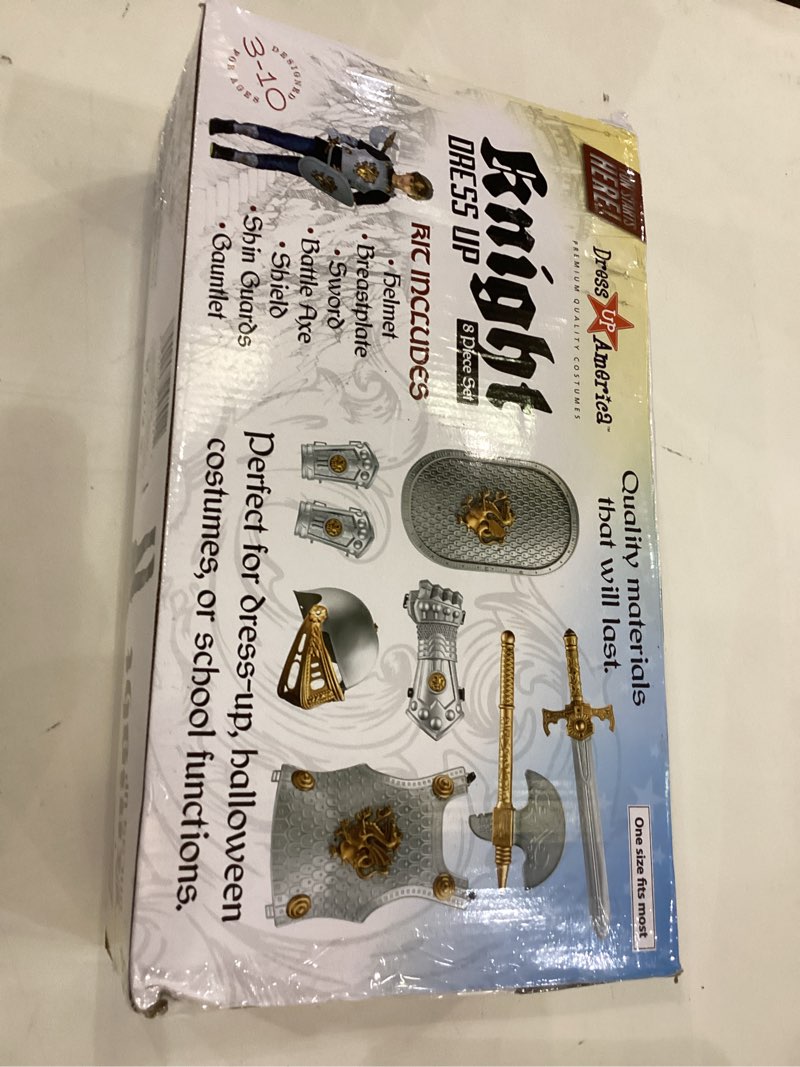 HERE!
Dress UP America™
PREMIUM QUALITY COSTUMES
Knight
DRESS UP
8 Piece Set
KIT INCLUDES
• Helmet
• Breastplate
• Sword
• Battle Axe
• Shield
• Shin Guards
• Gauntlet
DESIGNED
3-10
FOR AGES
Quality materials
that will last.
One size fits most
Perfect for dress-up, halloween
costumes, or school functions.